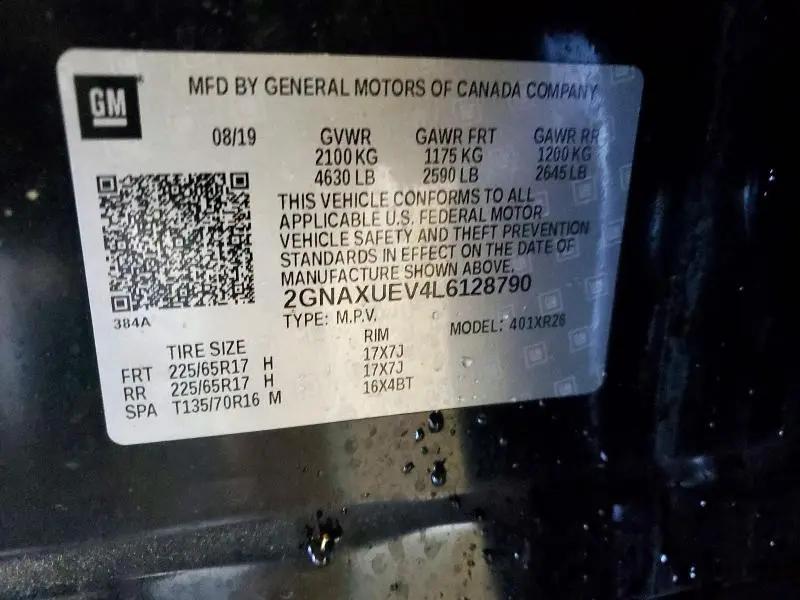 GM
MFD BY GENERAL MOTORS OF CANADA COMPANY
08/19 GVWR GAWR FRT GAWR RR
2100 KG 1175 KG 1200 KG
4630 LB 2590 LB 2645 LB
THIS VEHICLE CONFORMS TO ALL
APPLICABLE U.S. FEDERAL MOTOR
VEHICLE SAFETY AND THEFT PREVENTION
STANDARDS IN EFFECT ON THE DATE OF
MANUFACTURE SHOWN ABOVE.
2GNAXUEV4L6128790
384A TYPE: M.P.V. MODEL: 401XR26
TIRE SIZE RIM
FRT 225/65R17 H 17X7J
RR 225/65R17 H 17X7J
SPA T135/70R16 M 16X4BT